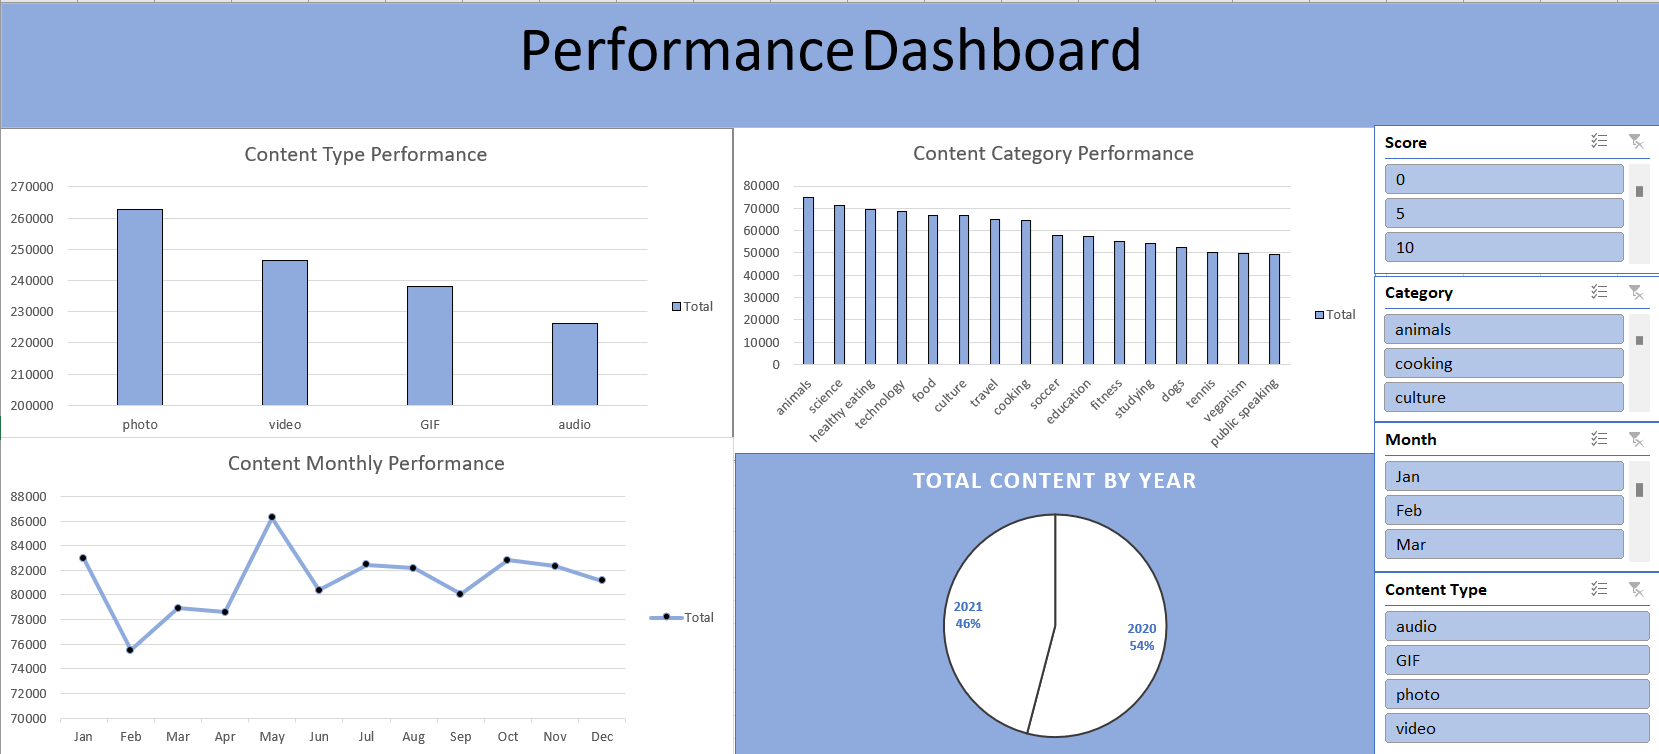 Performance Dashboard
Content Type Performance
270000
260000
250000
240000
230000
220000
210000
200000
photo video GIF audio
Total
Content Category Performance
80000
70000
60000
50000
40000
30000
20000
10000
0
animals science healthy eating technology food culture travel cooking soccer education fitness studying dogs tennis veganism public speaking
Total
Content Monthly Performance
88000
86000
84000
82000
80000
78000
76000
74000
72000
70000
Jan Feb Mar Apr May Jun Jul Aug Sep Oct Nov Dec
Total
TOTAL CONTENT BY YEAR
2021
46%
2020
54%
Score
0
5
10
Category
animals
cooking
culture
Month
Jan
Feb
Mar
Content Type
audio
GIF
photo
video